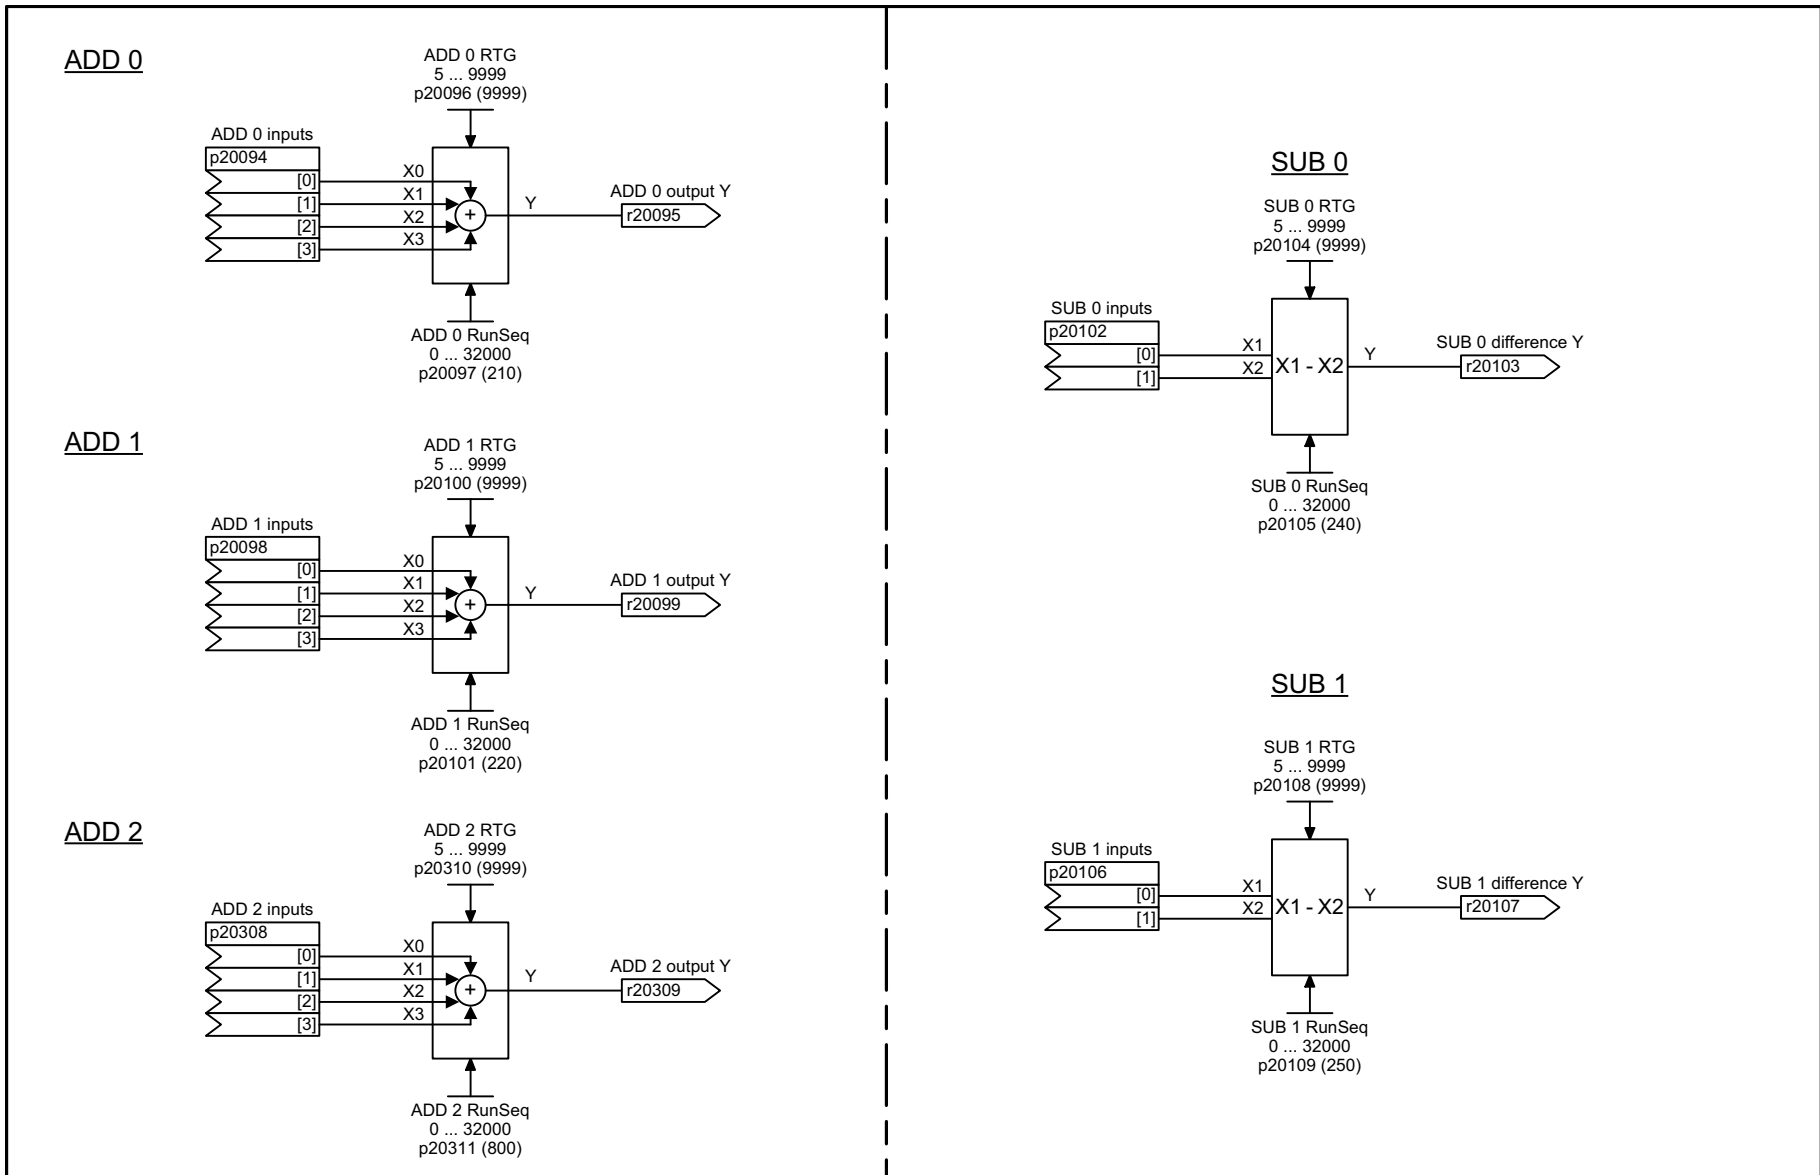 ADD 0
ADD 0 RTG
5 ... 9999
p20096 (9999)
ADD 0 inputs
p20094
[0]
[1]
[2]
[3]
X0
X1
X2
X3
+
Y
ADD 0 output Y
r20095
ADD 0 RunSeq
0 ... 32000
p20097 (210)
ADD 1
ADD 1 RTG
5 ... 9999
p20100 (9999)
ADD 1 inputs
p20098
[0]
[1]
[2]
[3]
X0
X1
X2
X3
+
Y
ADD 1 output Y
r20099
ADD 1 RunSeq
0 ... 32000
p20101 (220)
ADD 2
ADD 2 RTG
5 ... 9999
p20310 (9999)
ADD 2 inputs
p20308
[0]
[1]
[2]
[3]
X0
X1
X2
X3
+
Y
ADD 2 output Y
r20309
ADD 2 RunSeq
0 ... 32000
p20311 (800)
SUB 0
SUB 0 RTG
5 ... 9999
p20104 (9999)
SUB 0 inputs
p20102
[0]
[1]
X1
X2
X1 - X2
Y
SUB 0 difference Y
r20103
SUB 0 RunSeq
0 ... 32000
p20105 (240)
SUB 1
SUB 1 RTG
5 ... 9999
p20108 (9999)
SUB 1 inputs
p20106
[0]
[1]
X1
X2
X1 - X2
Y
SUB 1 difference Y
r20107
SUB 1 RunSeq
0 ... 32000
p20109 (250)